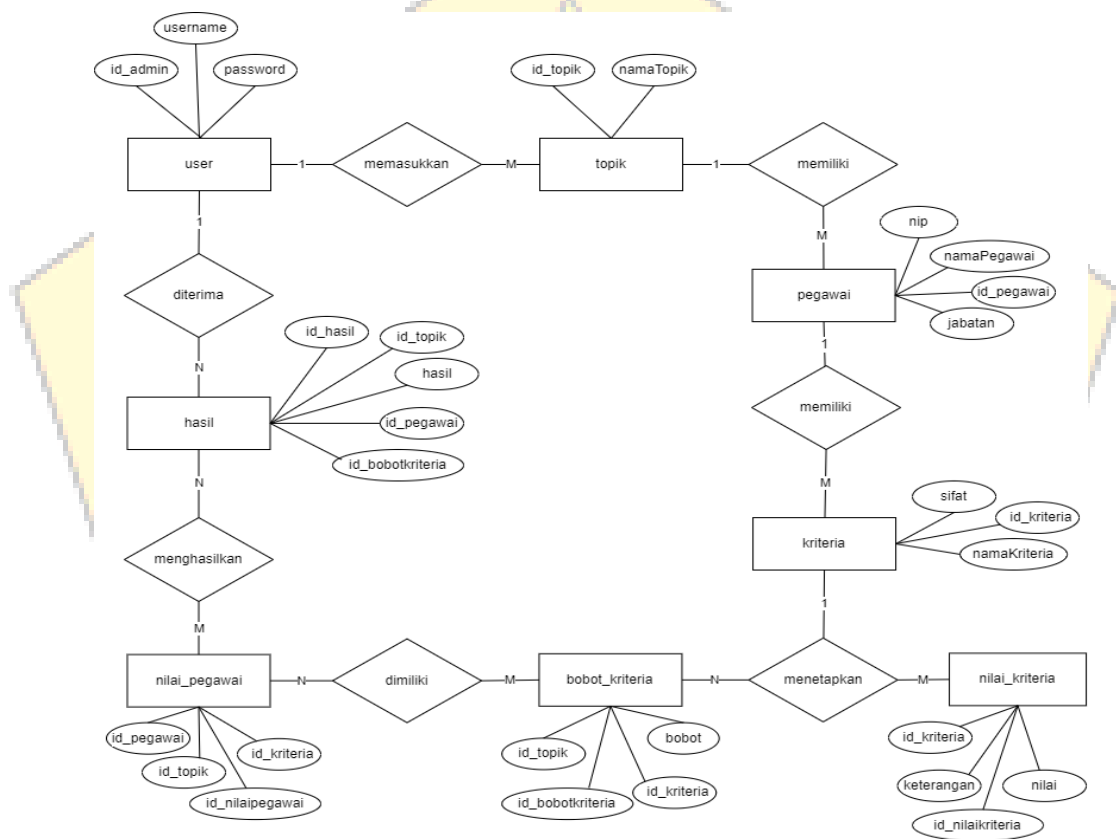 username
id_admin
password
id_topik
namaTopik
user
1
memasukkan
M
topik
1
memiliki
1
M
nip
namaPegawai
id_pegawai
jabatan
diterima
pegawai
1
id_hasil
id_topik
hasil
id_pegawai
id_bobotkriteria
N
hasil
memiliki
N
M
sifat
id_kriteria
namaKriteria
menghasilkan
kriteria
1
M
nilai_pegawai
N
dimiliki
M
bobot_kriteria
N
menetapkan
M
nilai_kriteria
id_pegawai
id_topik
id_kriteria
id_nilaipegawai
id_topik
bobot
id_bobotkriteria
id_kriteria
id_kriteria
keterangan
nilai
id_nilaikriteria